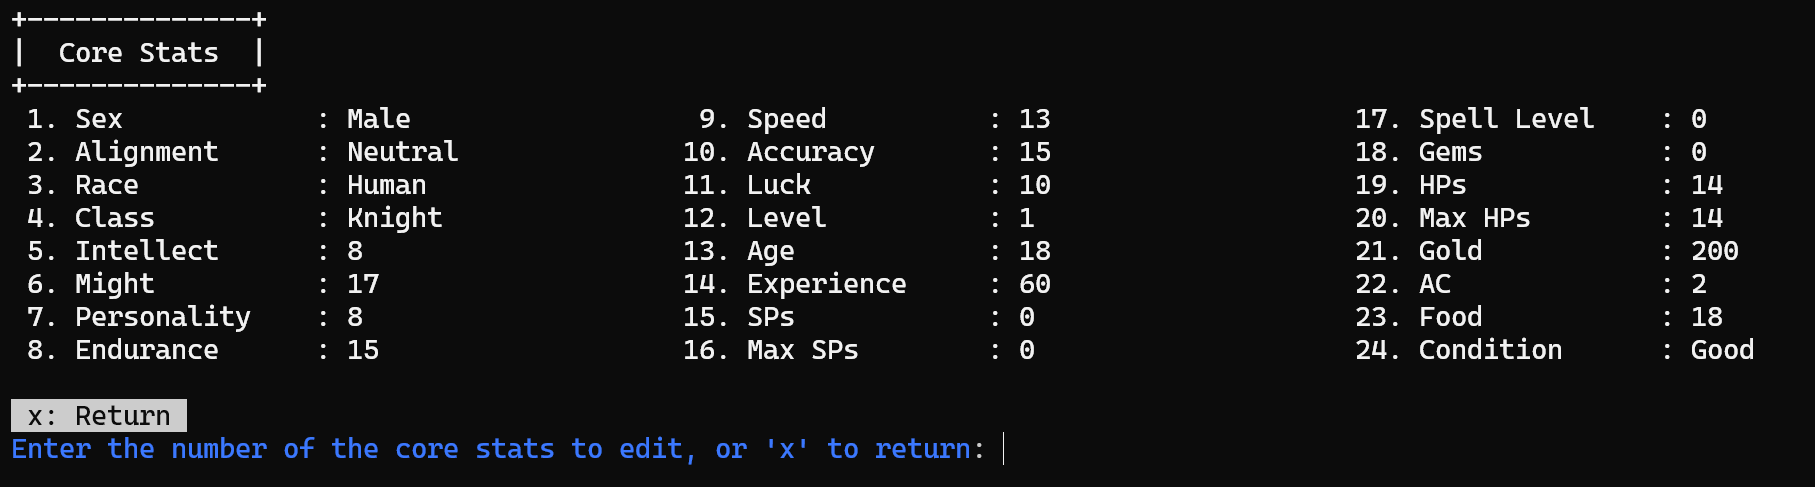 +--------------+
|  Core Stats  |
+--------------+
 1. Sex            : Male                 9. Speed          : 13                   17. Spell Level    : 0
 2. Alignment      : Neutral             10. Accuracy       : 15                   18. Gems           : 0
 3. Race           : Human               11. Luck           : 10                   19. HPs            : 14
 4. Class          : Knight              12. Level          : 1                    20. Max HPs        : 14
 5. Intellect      : 8                   13. Age            : 18                   21. Gold           : 200
 6. Might          : 17                  14. Experience     : 60                   22. AC             : 2
 7. Personality    : 8                   15. SPs            : 0                    23. Food           : 18
 8. Endurance      : 15                  16. Max SPs        : 0                    24. Condition      : Good
 x: Return
Enter the number of the core stats to edit, or 'x' to return: